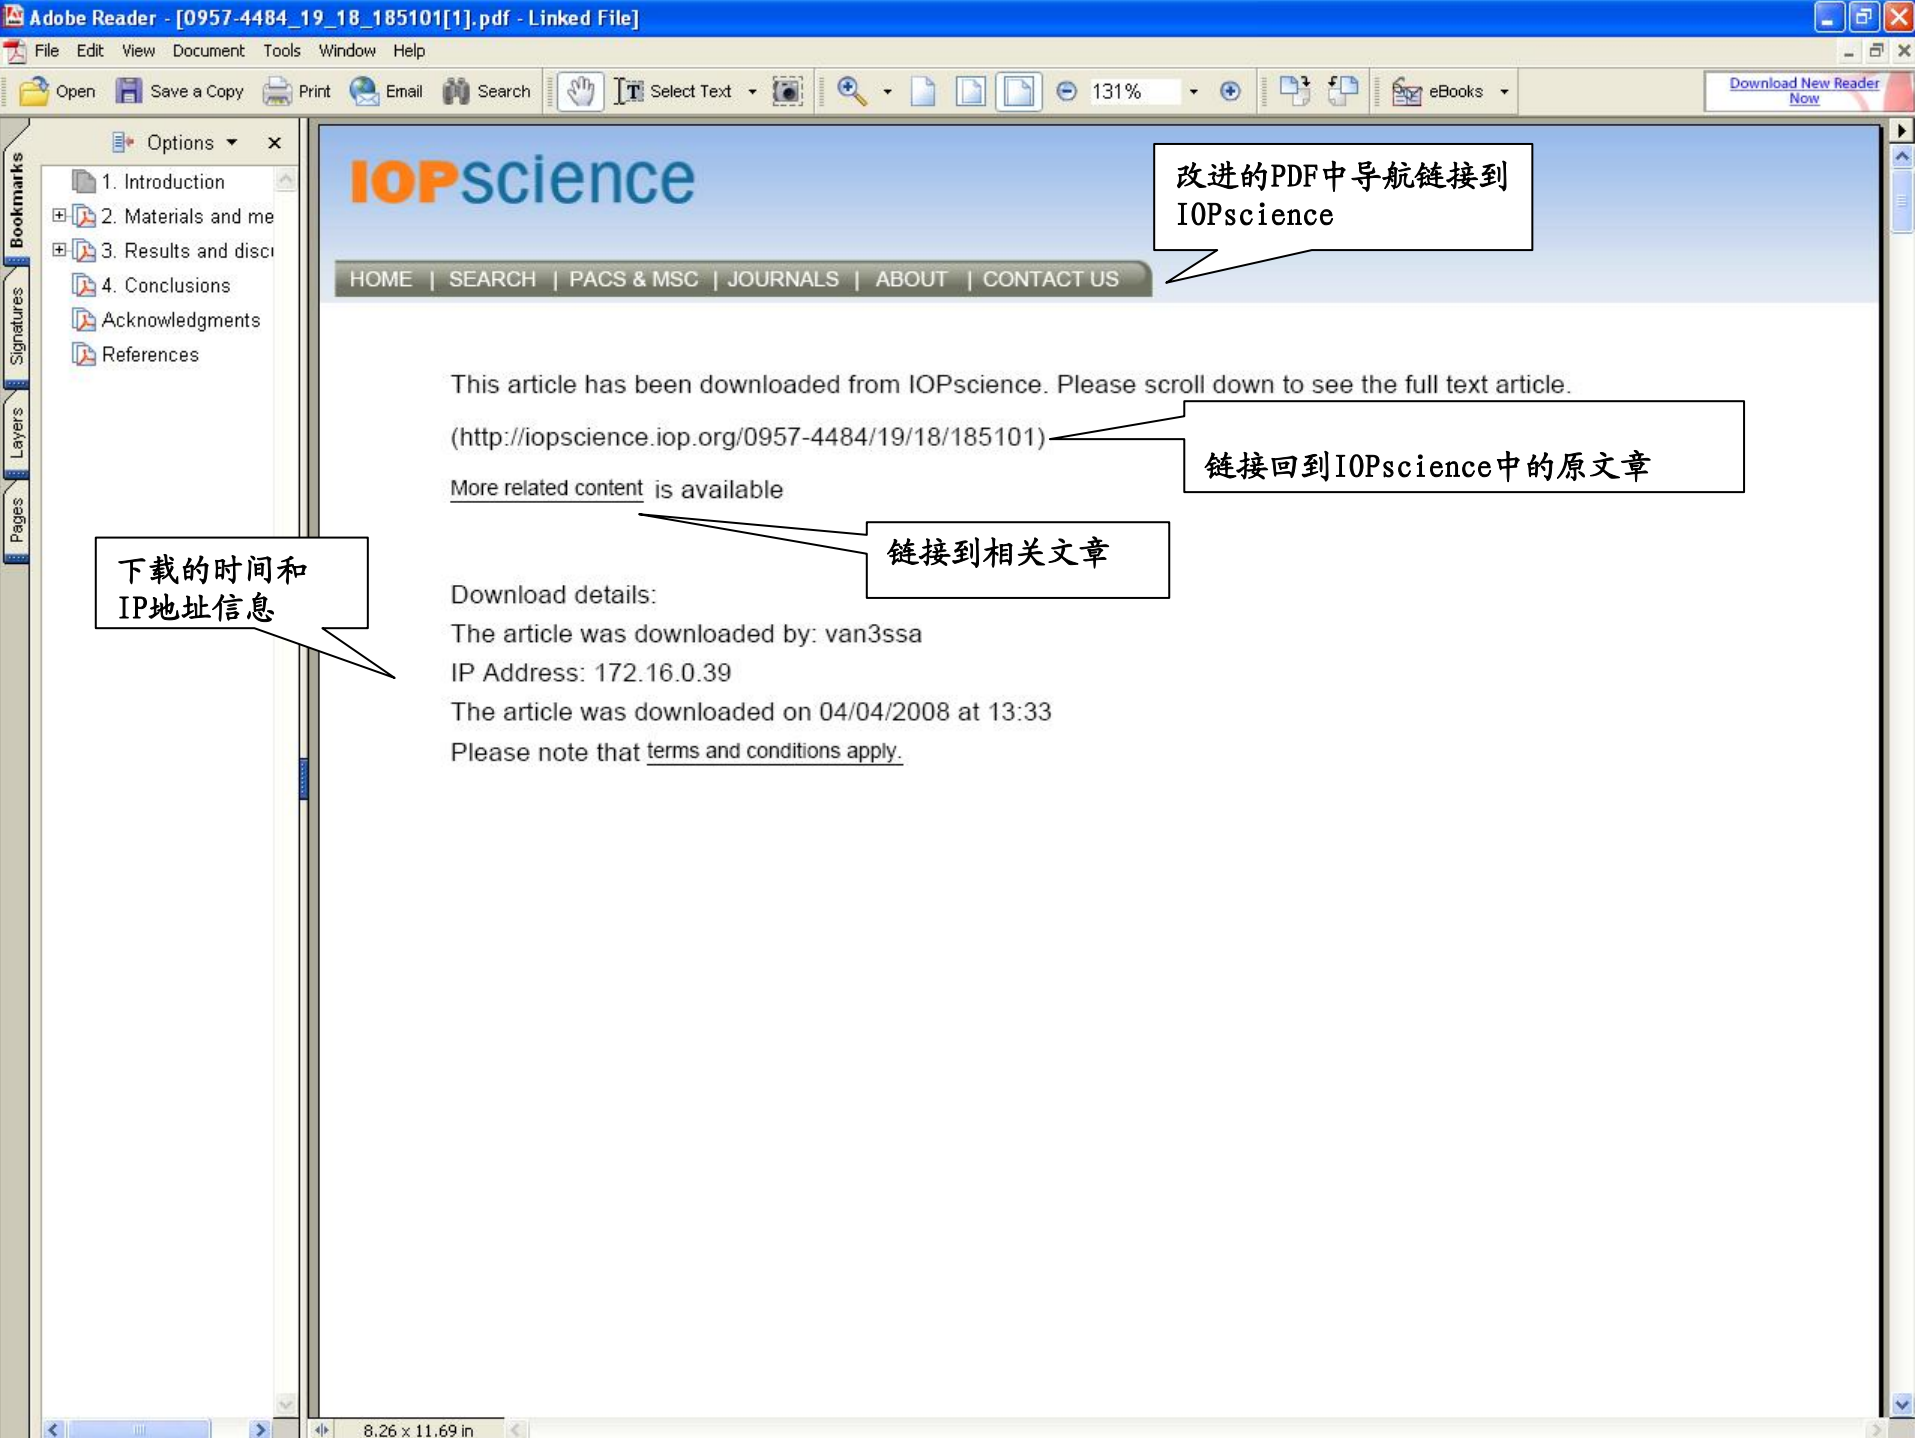 Adobe Reader - [0957-4484_19_18_185101[1].pdf - Linked File]
File Edit View Document Tools Window Help
Open Save a Copy Print Email Search Select Text 131% eBooks
Download New Reader
Now
Bookmarks
Signatures
Layers
Pages
Options
1. Introduction
2. Materials and me
3. Results and discu
4. Conclusions
Acknowledgments
References
IOPscience
改进的PDF中导航链接到
IOPscience
HOME | SEARCH | PACS & MSC | JOURNALS | ABOUT | CONTACT US
This article has been downloaded from IOPscience. Please scroll down to see the full text article.
(http://iopscience.iop.org/0957-4484/19/18/185101)
链接回到IOPscience中的原文章
More related content is available
链接到相关文章
下载的时间和
IP地址信息
Download details:
The article was downloaded by: van3ssa
IP Address: 172.16.0.39
The article was downloaded on 04/04/2008 at 13:33
Please note that terms and conditions apply.
8.26 x 11.69 in